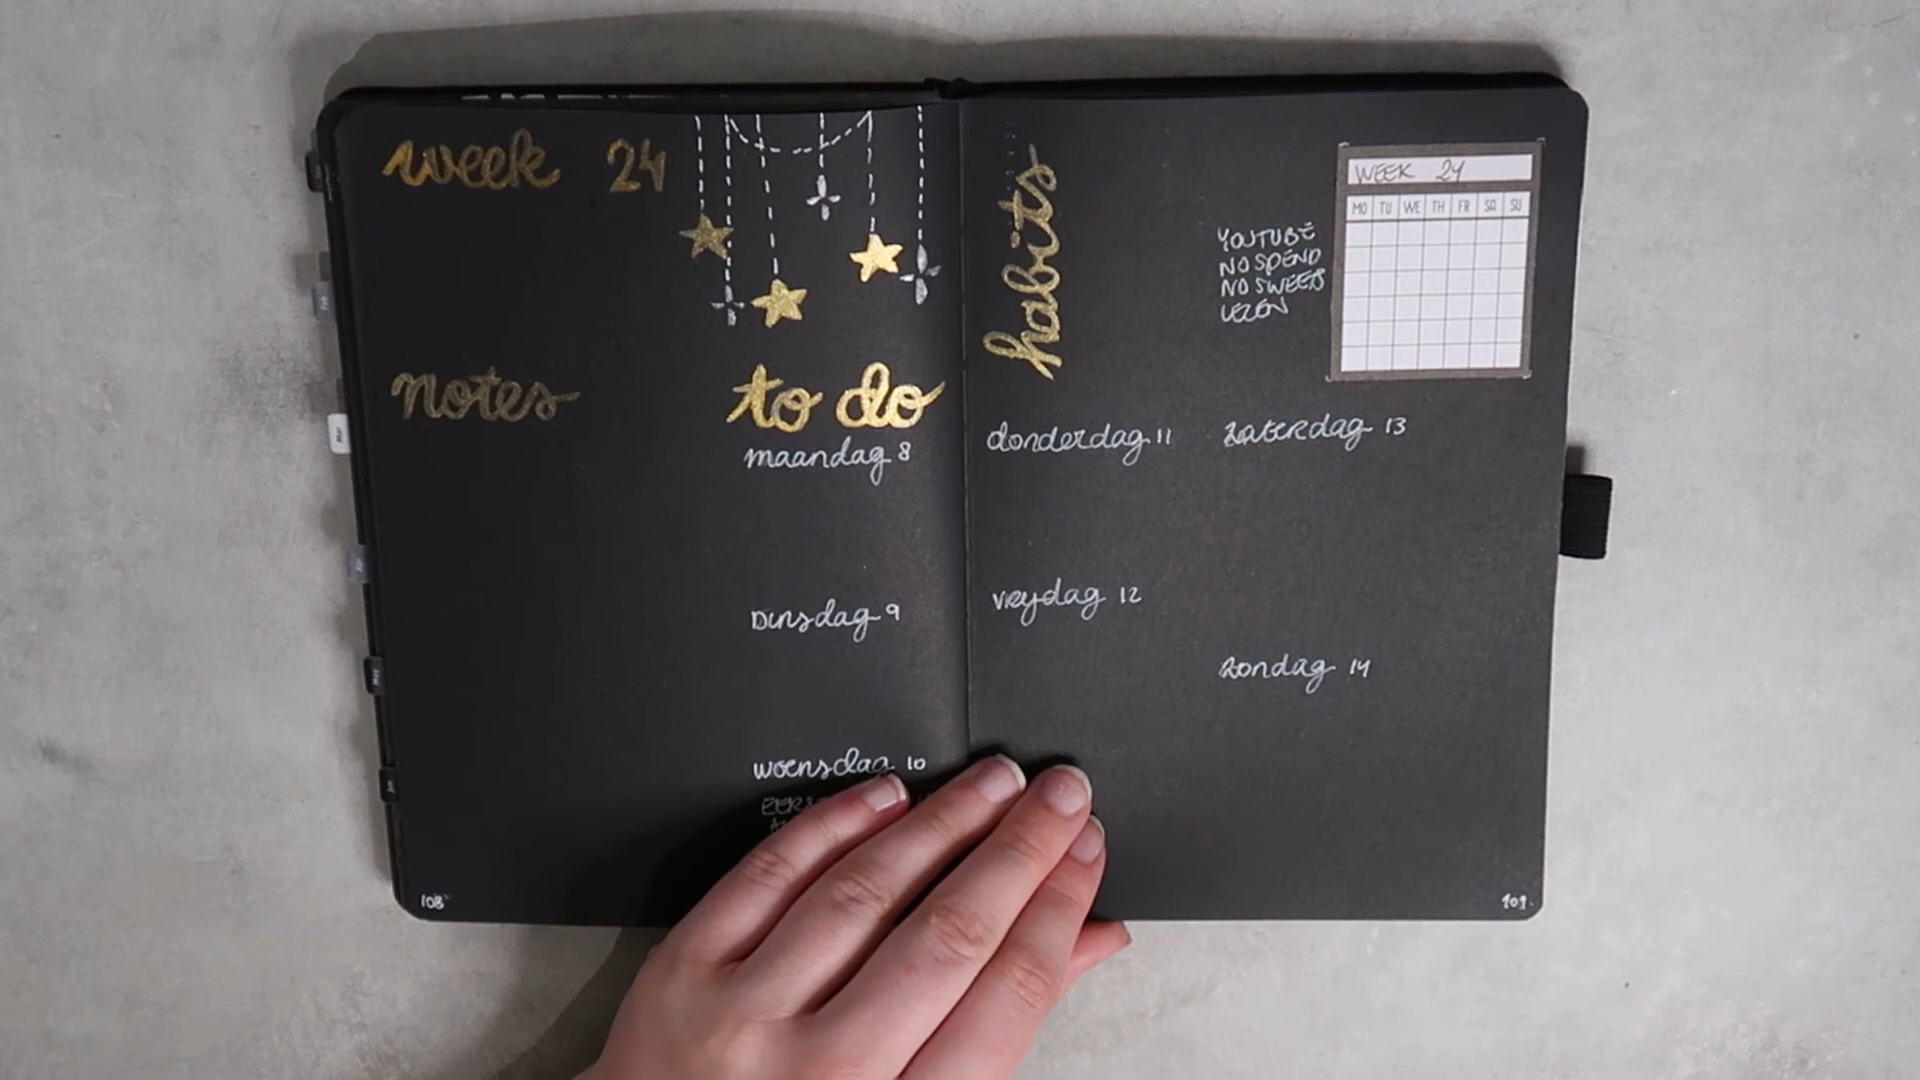 week 24
notes
to do
maandag 8
Dinsdag 9
woensdag 10
108
habits
YOUTUBE
NO SPEND
NO SWEETS
LEZEN
WEEK 24
MO TU WE TH FR SA SU
donderdag 11
vrijdag 12
zaterdag 13
zondag 14
109